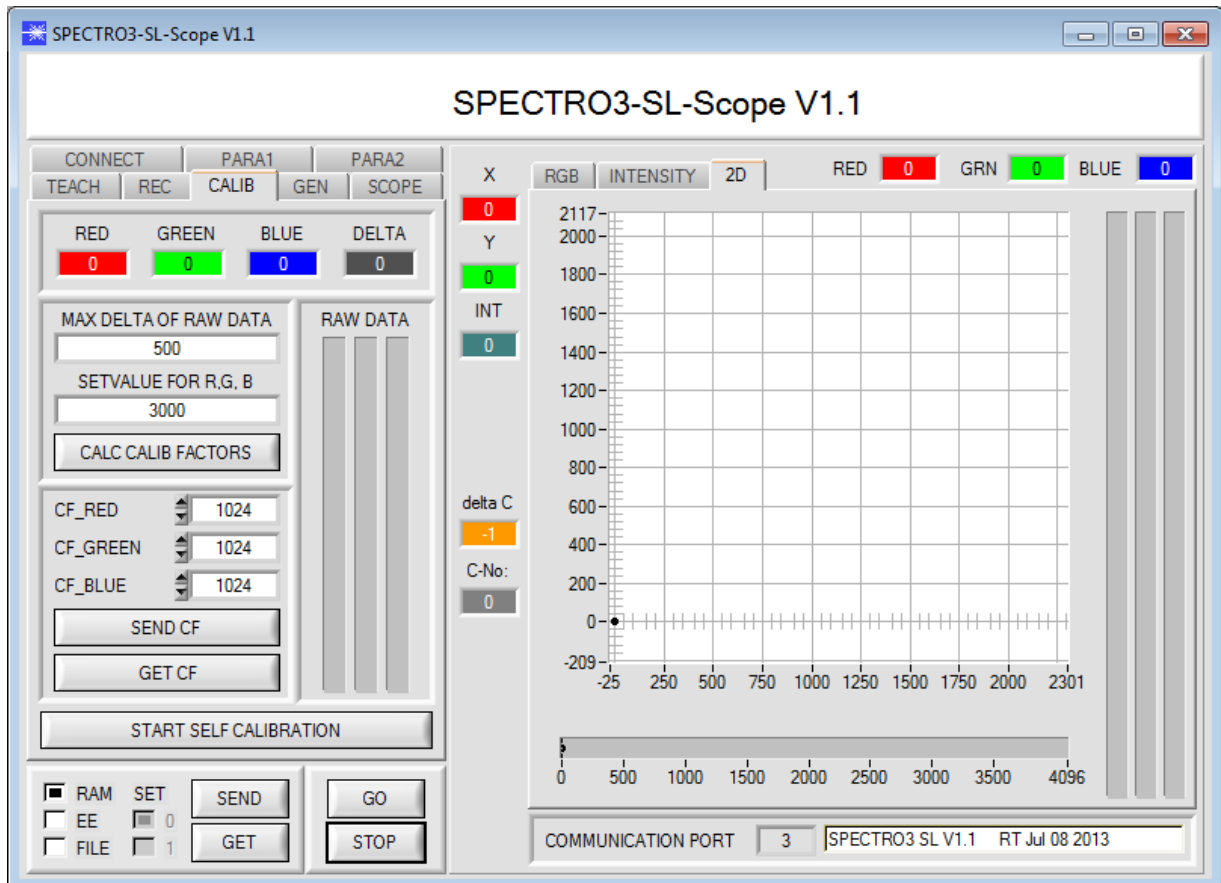 SPECTRO3-SL-Scope V1.1
SPECTRO3-SL-Scope V1.1
CONNECT PARA1 PARA2
TEACH REC CALIB GEN SCOPE
RED GREEN BLUE DELTA
0 0 0 0
MAX DELTA OF RAW DATA
500
SETVALUE FOR R,G, B
3000
CALC CALIB FACTORS
RAW DATA
CF_RED 1024
CF_GREEN 1024
CF_BLUE 1024
SEND CF
GET CF
START SELF CALIBRATION
RAM SET
EE 0
FILE 1
SEND
GET
GO
STOP
X
0
Y
0
INT
0
delta C
-1
C-No:
0
RGB INTENSITY 2D
RED 0 GRN 0 BLUE 0
2117
2000
1800
1600
1400
1200
1000
800
600
400
200
0
-209
-25 250 500 750 1000 1250 1500 1750 2000 2301
0 500 1000 1500 2000 2500 3000 3500 4096
COMMUNICATION PORT 3 SPECTRO3 SL V1.1 RT Jul 08 2013